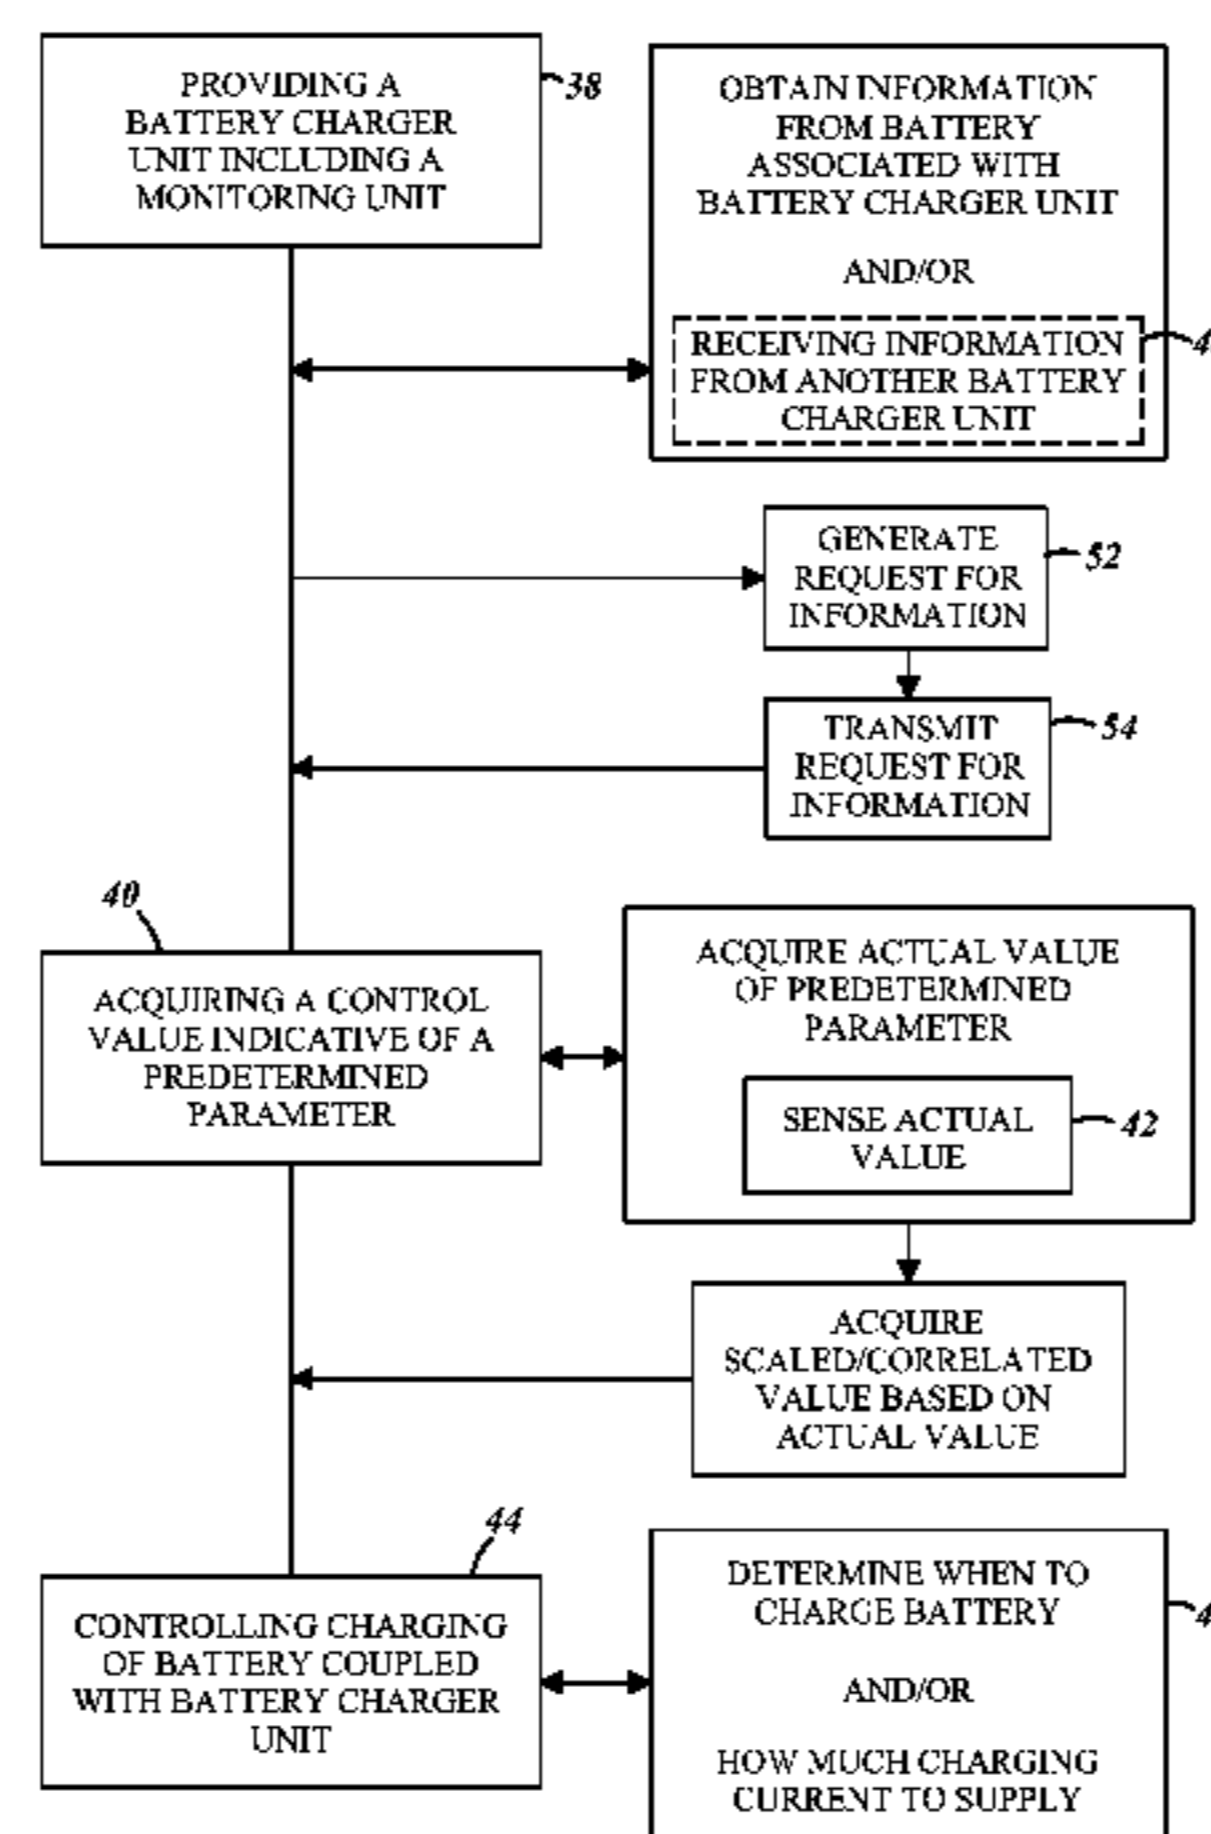 PROVIDING A
BATTERY CHARGER
UNIT INCLUDING A
MONITORING UNIT
38
OBTAIN INFORMATION
FROM BATTERY
ASSOCIATED WITH
BATTERY CHARGER UNIT
AND/OR
RECEIVING INFORMATION
FROM ANOTHER BATTERY
CHARGER UNIT
GENERATE
REQUEST FOR
INFORMATION
52
TRANSMIT
REQUEST FOR
INFORMATION
54
40
ACQUIRING A CONTROL
VALUE INDICATIVE OF A
PREDETERMINED
PARAMETER
ACQUIRE ACTUAL VALUE
OF PREDETERMINED
PARAMETER
SENSE ACTUAL
VALUE
42
ACQUIRE
SCALED/CORRELATED
VALUE BASED ON
ACTUAL VALUE
44
CONTROLLING CHARGING
OF BATTERY COUPLED
WITH BATTERY CHARGER
UNIT
DETERMINE WHEN TO
CHARGE BATTERY
AND/OR
HOW MUCH CHARGING
CURRENT TO SUPPLY